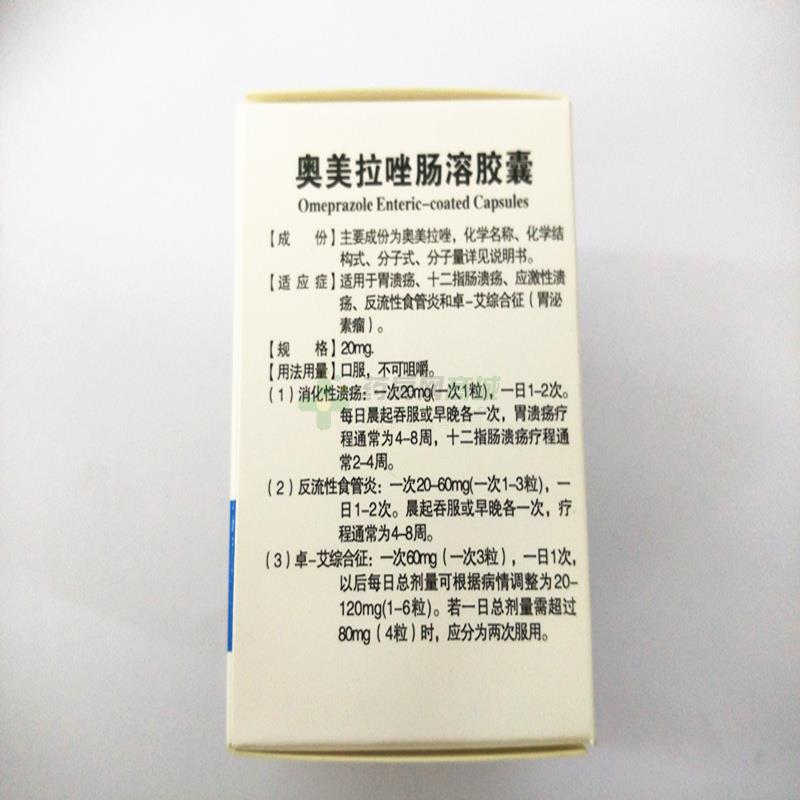 奥美拉唑肠溶胶囊
Omeprazole Enteric-coated Capsules
【成 份】主要成份为奥美拉唑，化学名称、化学结
构式、分子式、分子量详见说明书。
【适 应 症】适用于胃溃疡、十二指肠溃疡、应激性溃
疡、反流性食管炎和卓-艾综合征（胃泌
素瘤）。
【规 格】20mg.
【用法用量】口服，不可咀嚼。
（1）消化性溃疡：一次20mg(一次1粒)，一日1-2次。
每日晨起吞服或早晚各一次，胃溃疡疗
程通常为4-8周，十二指肠溃疡疗程通
常2-4周。
（2）反流性食管炎：一次20-60mg(一次1-3粒)，一
日1-2次。晨起吞服或早晚各一次，疗
程通常为4-8周。
（3）卓-艾综合征：一次60mg（一次3粒），一日1次，
以后每日总剂量可根据病情调整为20-
120mg(1-6粒)。若一日总剂量需超过
80mg（4粒）时，应分为两次服用。